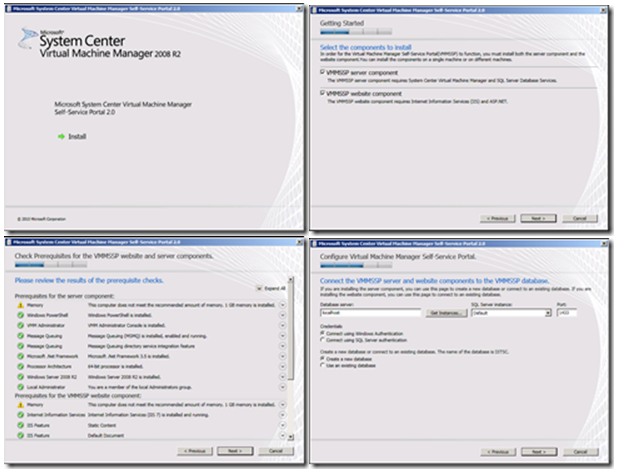 Microsoft System Center Virtual Machine Manager Self-Service Portal 2.0
Microsoft
System Center
Virtual Machine Manager 2008 R2
Microsoft System Center Virtual Machine Manager
Self-Service Portal 2.0
Install
© 2010 Microsoft Corporation
Microsoft System Center Virtual Machine Manager Self-Service Portal 2.0
Getting Started
Select the components to install
In order for the Virtual Machine Manager Self-Service Portal(VMMSSP) to function, you must install both the server component and the
website component.You can install the components on a single machine or on different machines.
VMMSSP server component
The VMMSSP server component requires System Center Virtual Machine Manager and SQL Server Database Services.
VMMSSP website component
The VMMSSP website component requires Internet Information Services (IIS) and ASP.NET.
< Previous
Next >
Cancel
Microsoft System Center Virtual Machine Manager Self-Service Portal 2.0
Check Prerequisites for the VMMSSP website and server components.
Please review the results of the prerequisite checks.
Expand All
Prerequisites for the server component:
Memory This computer does not meet the recommended amount of memory. 1 GB memory is installed.
Windows PowerShell Windows PowerShell is installed.
VMM Administrator VMM Administrator Console is installed.
Message Queuing Message Queuing (MSMQ) is installed, enabled and running.
Message Queuing Message Queuing directory service integration feature
Microsoft .Net Framework Microsoft .Net Framework 3.5 is installed.
Processor Architecture 64-bit processor is installed.
Windows Server 2008 R2 Windows Server 2008 R2 is installed.
Local Administrator You are a member of the local Administrators group.
Prerequisites for the VMMSSP website component:
Memory This computer does not meet the recommended amount of memory. 1 GB memory is installed.
Internet Information Services Internet Information Services (IIS 7) is installed and running.
IIS Feature Static Content
IIS Feature Default Document
< Previous
Next >
Cancel
Microsoft System Center Virtual Machine Manager Self-Service Portal 2.0
Configure Virtual Machine Manager Self-Service Portal.
Connect the VMMSSP server and website components to the VMMSSP database.
If you are installing the server component, you can use this page to create a new database or connect to an existing database. If you are
installing the website component, you can use this page to connect to an existing database.
Database server: SQL Server instance: Port:
localhost Get Instances... Default 1433
Credentials
Connect using Windows Authentication
Connect using SQL Server authentication
Create a new database or connect to an existing database. The name of the database is DITSC.
Create a new database
Use an existing database
< Previous
Next >
Cancel